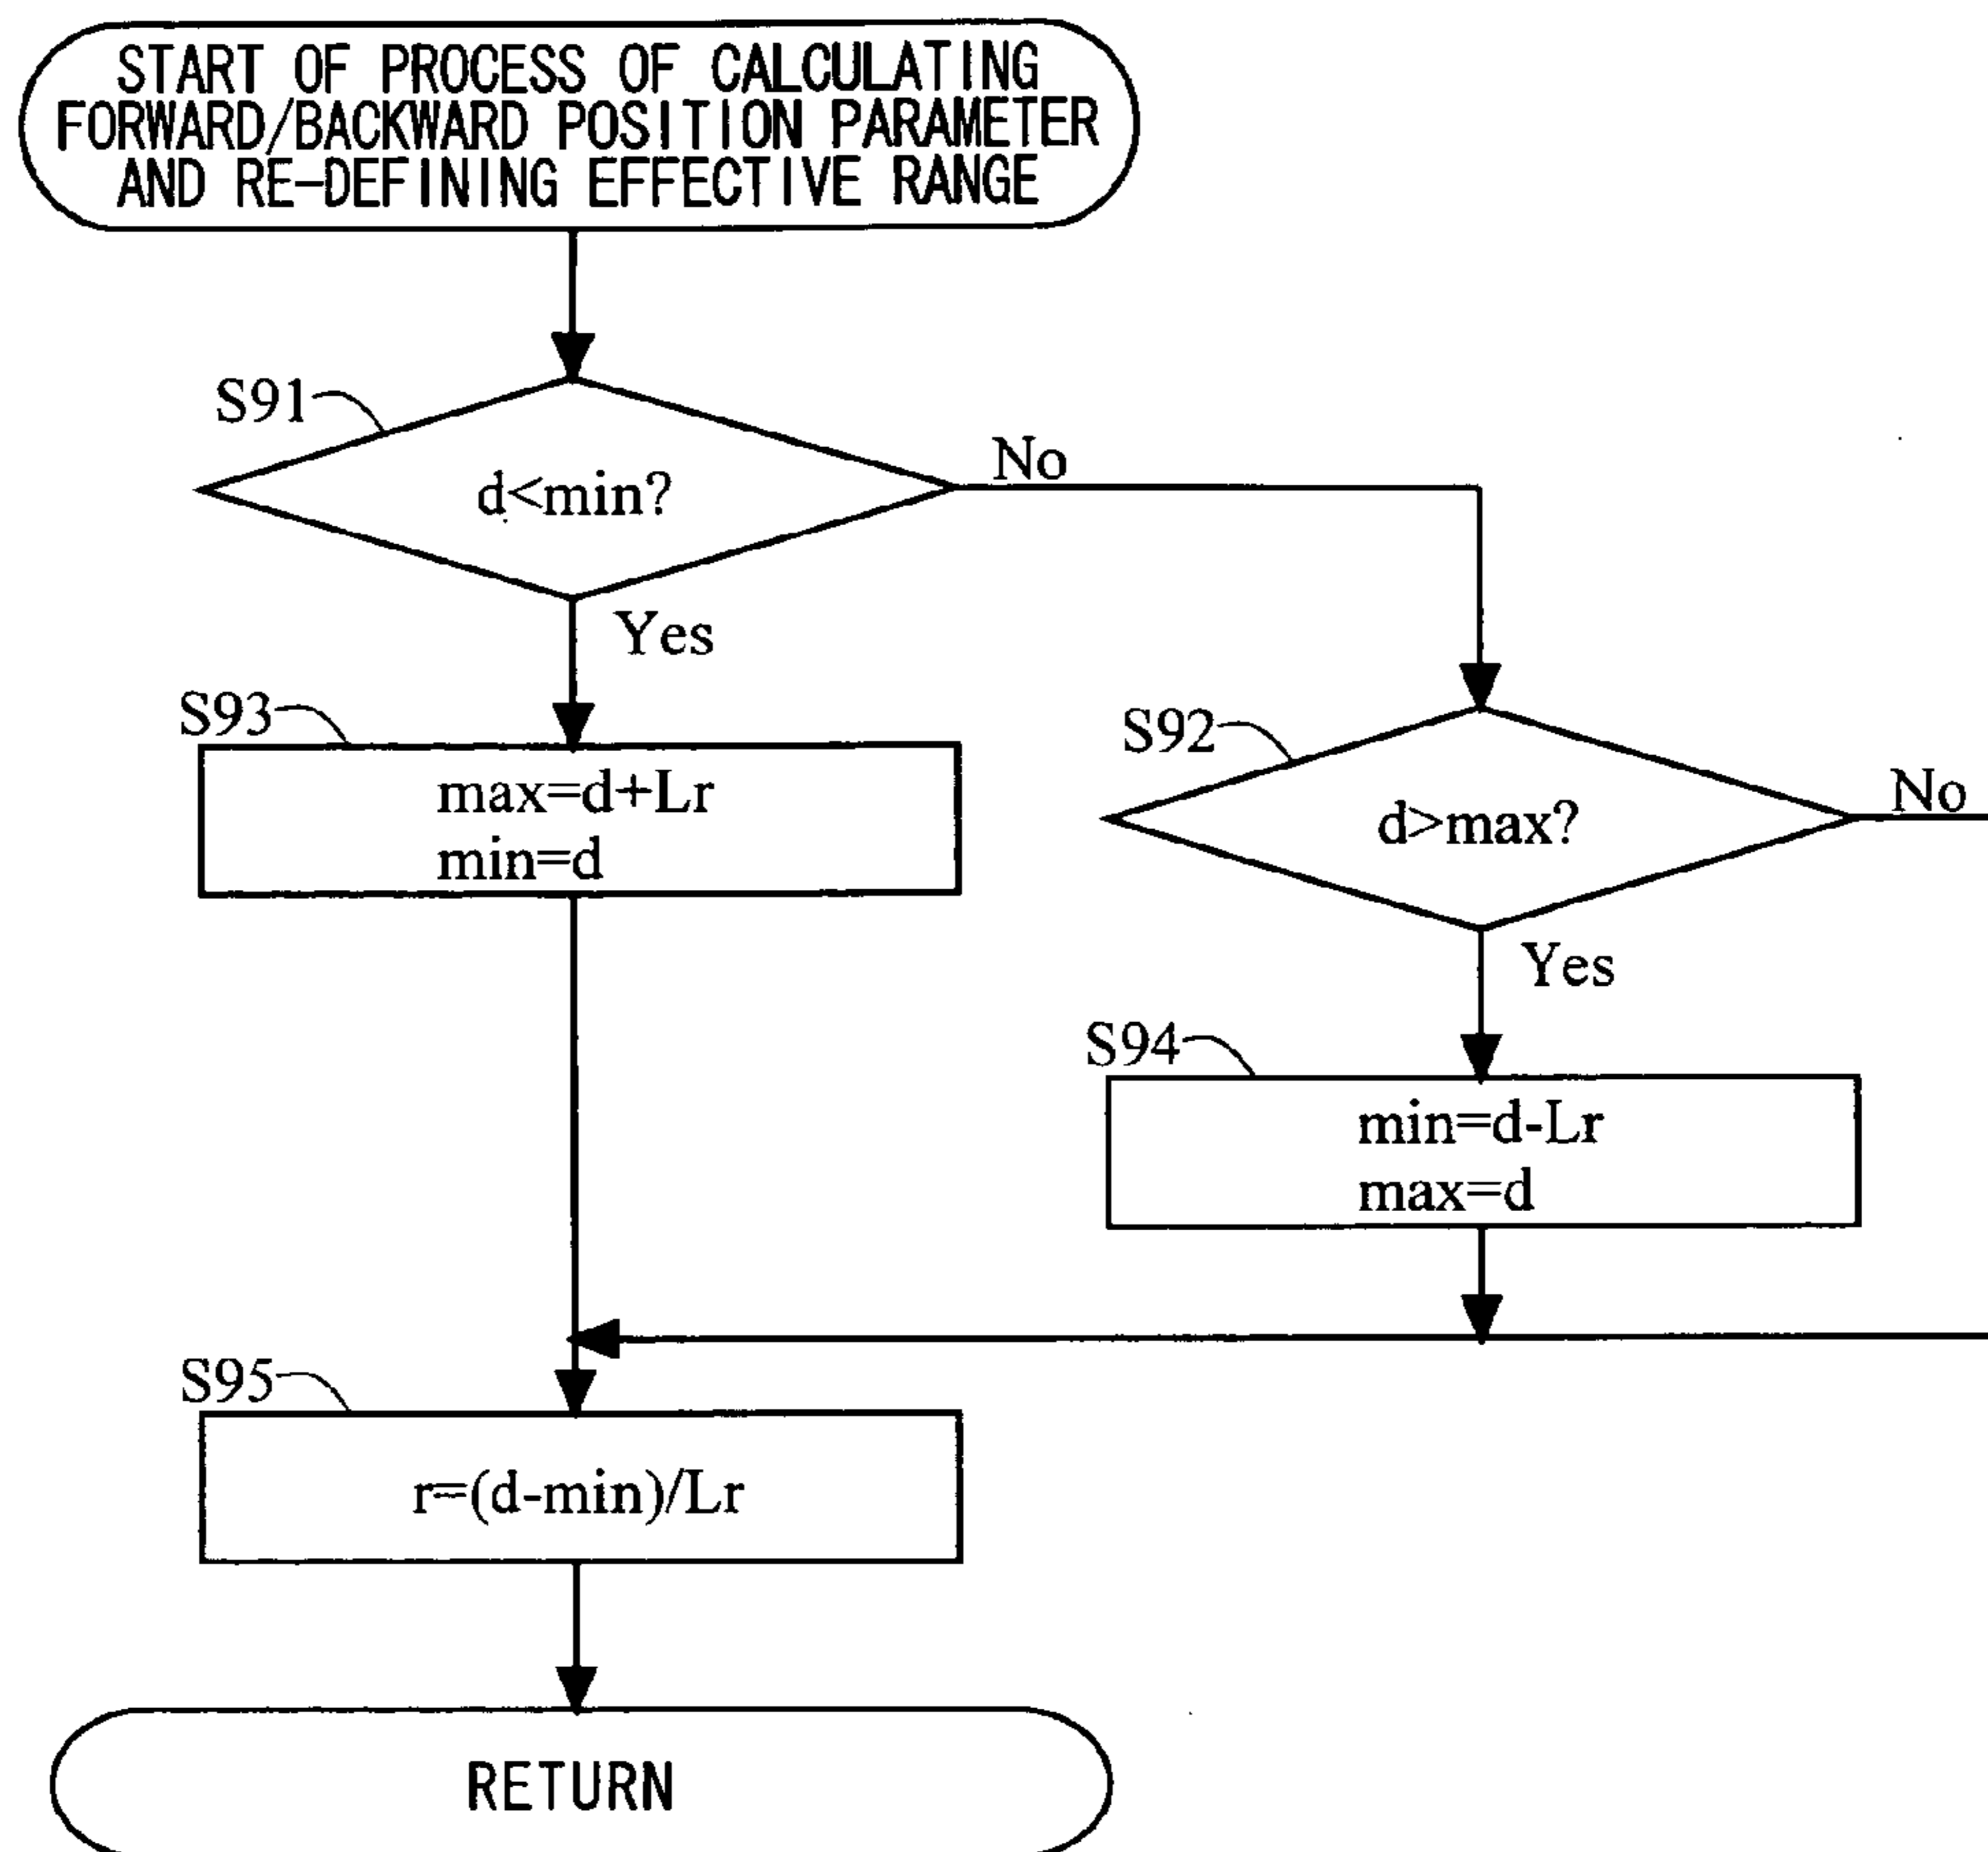 START OF PROCESS OF CALCULATING
FORWARD/BACKWARD POSITION PARAMETER
AND RE-DEFINING EFFECTIVE RANGE
S91
d<min?
No
Yes
S93
max=d+Lr
min=d
S92
d>max?
No
Yes
S94
min=d-Lr
max=d
S95
r=(d-min)/Lr
RETURN